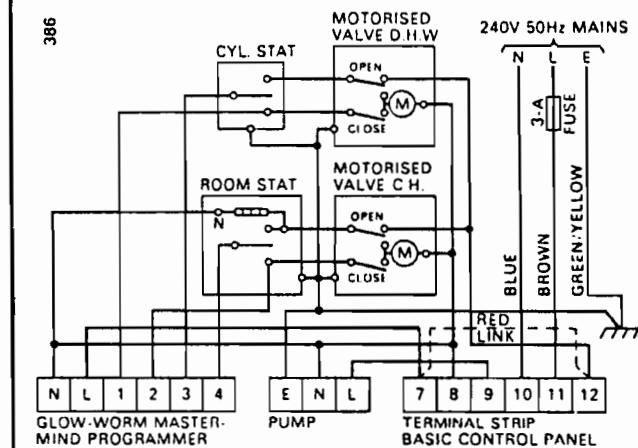 386
MOTORISED
VALVE D.H.W
240V 50Hz MAINS
CYL. STAT
N L E
OPEN
M
CLOSE
3-A
FUSE
ROOM STAT
MOTORISED
VALVE C H.
N
OPEN
M
CLOSE
BLUE
BROWN
GREEN/YELLOW
RED
LINK
N L 1 2 3 4
E N L
7 8 9 10 11 12
GLOW-WORM MASTER-
MIND PROGRAMMER
PUMP
TERMINAL STRIP
BASIC CONTROL PANEL